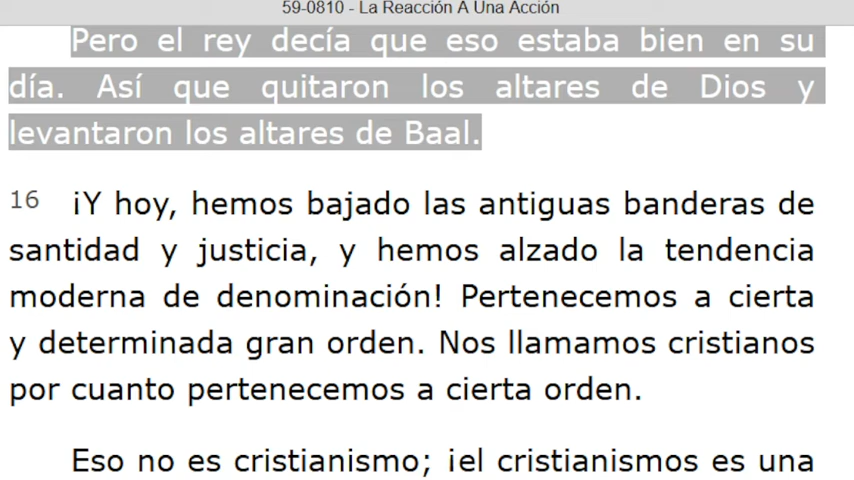 59-0810 - La Reacción A Una Acción
Pero el rey decía que eso estaba bien en su
día. Así que quitaron los altares de Dios y
levantaron los altares de Baal.
16 ¡Y hoy, hemos bajado las antiguas banderas de
santidad y justicia, y hemos alzado la tendencia
moderna de denominación! Pertenecemos a cierta
y determinada gran orden. Nos llamamos cristianos
por cuanto pertenecemos a cierta orden.
Eso no es cristianismo; ¡el cristianismos es una